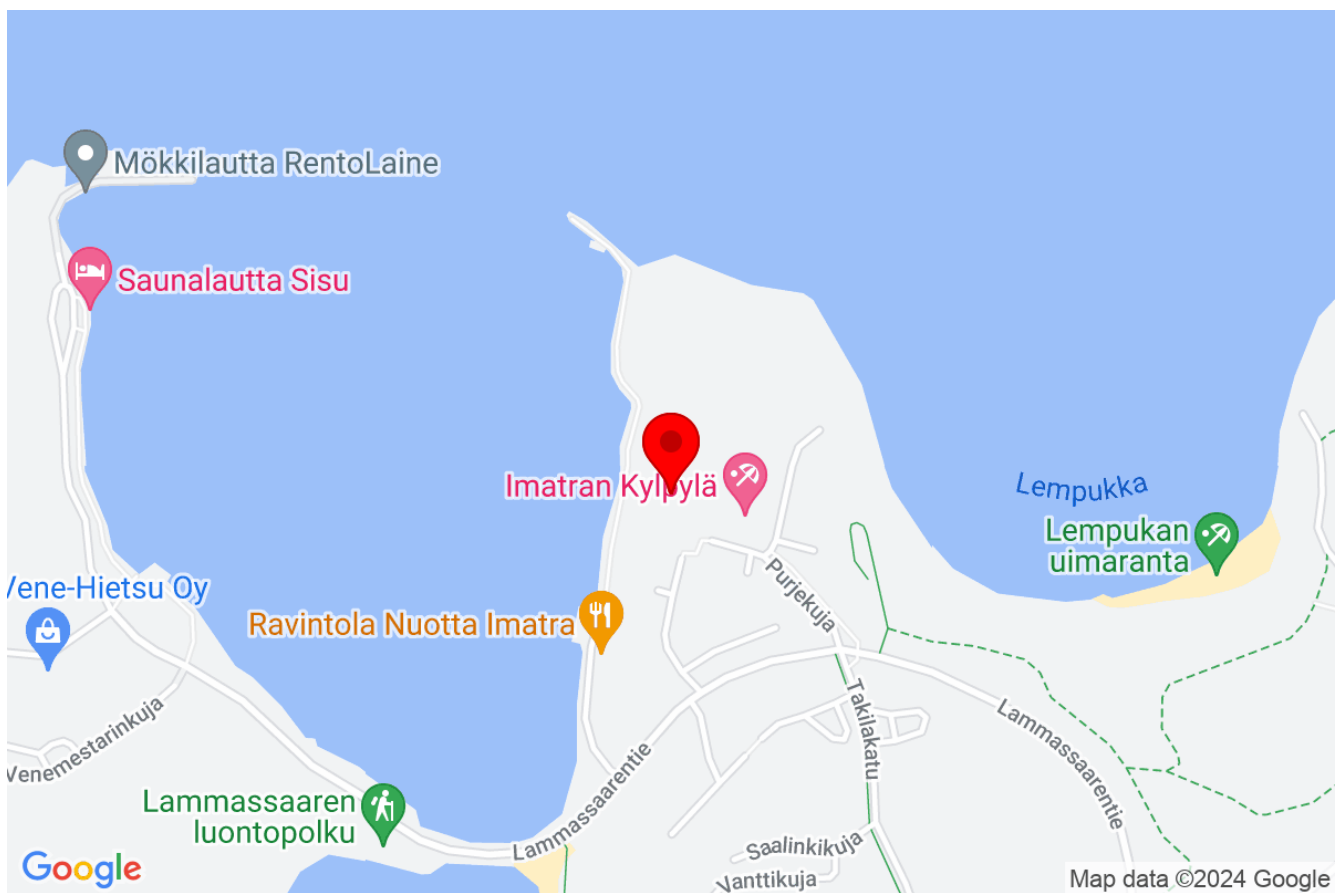 Mökkilautta RentoLaine
Saunalautta Sisu
Imatran Kylpylä
Lempukka
Lempukan
uimaranta
Vene-Hietsu Oy
Ravintola Nuotta Imatra
Purjekuja
Takilakatu
Lammassaarentie
Venemestarinkuja
Lammassaaren
luontopolku
Lammassaarentie
Saalinkikuja
Vanttikuja
Google
Map data ©2024 Google